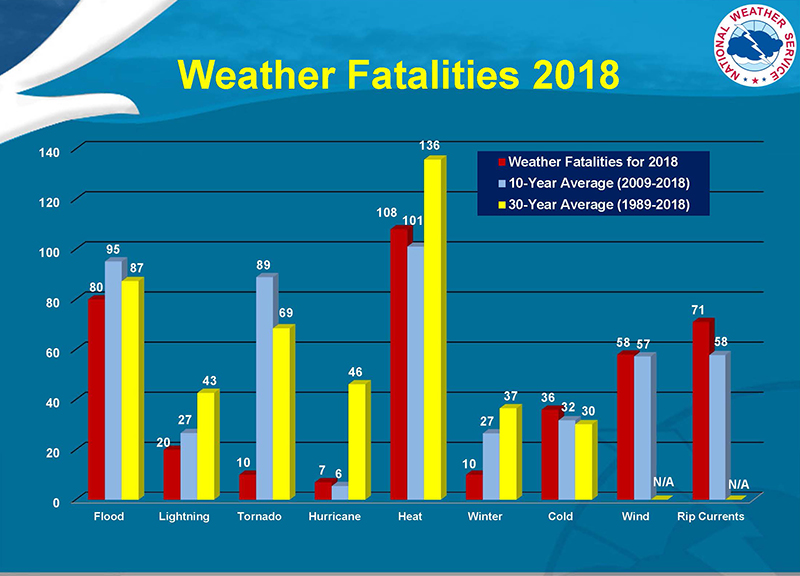 NATIONAL WEATHER SERVICE
Weather Fatalities 2018
Weather Fatalities for 2018
10-Year Average (2009-2018)
30-Year Average (1989-2018)
140
120
100
80
60
40
20
0
80 95 87
20 27 43
10 89 69
7 6 46
108 101 136
10 27 37
36 32 30
58 57 N/A
71 58 N/A
Flood Lightning Tornado Hurricane Heat Winter Cold Wind Rip Currents